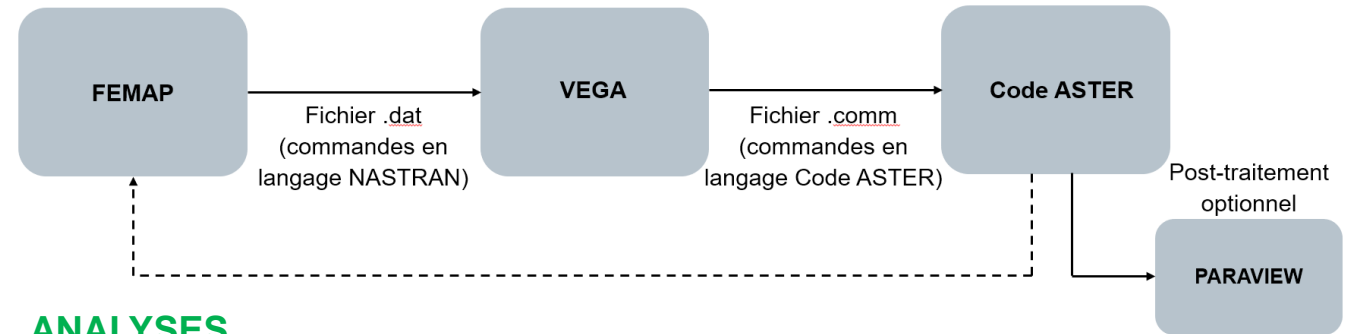 FEMAP
Fichier .dat
(commandes en
langage NASTRAN)
VEGA
Fichier .comm
(commandes en
langage Code ASTER)
Code ASTER
Post-traitement
optionnel
PARAVIEW
ANALYSES